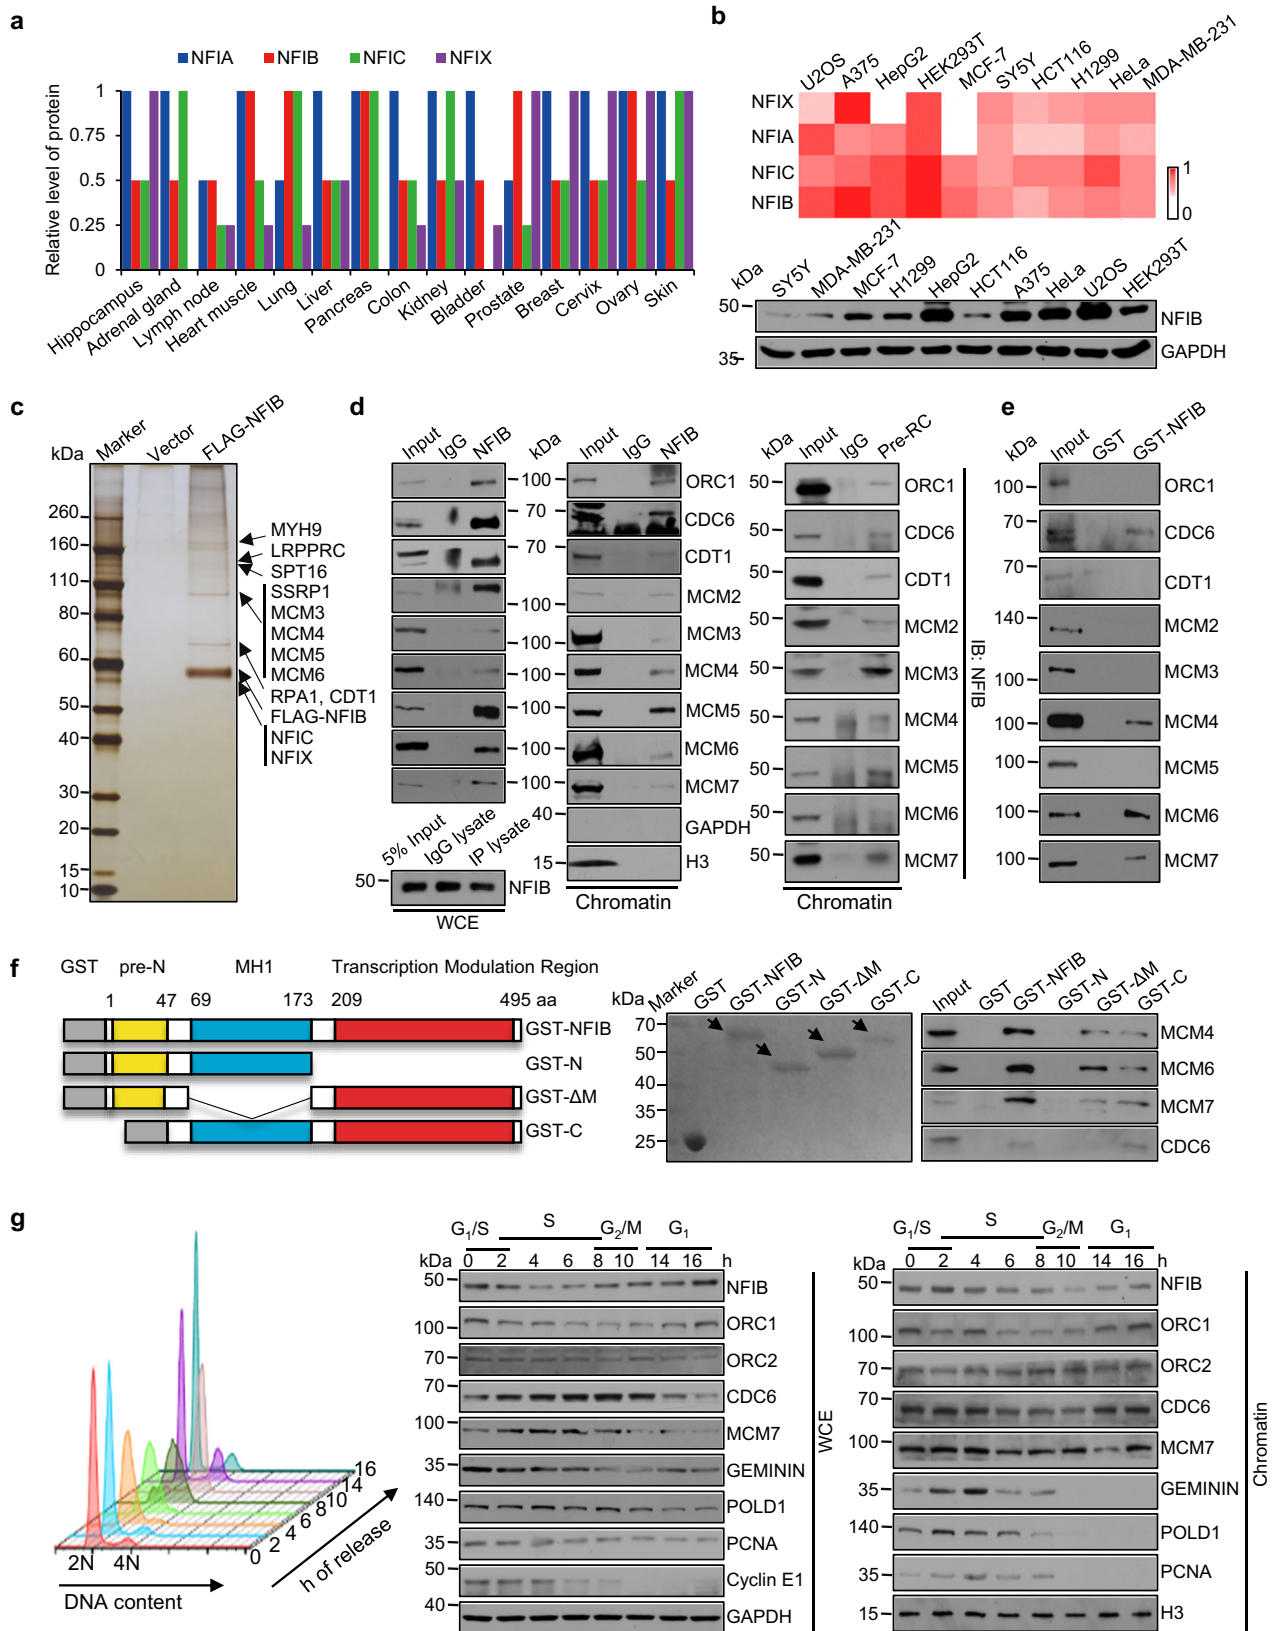 a
NFIA NFIB NFIC NFIX
Relative level of protein
1
0.75
0.5
0.25
0
Hippocampus
Adrenal gland
Lymph node
Heart muscle
Lung
Liver
Pancreas
Colon
Kidney
Bladder
Prostate
Breast
Cervix
Ovary
Skin
b
U2OS A375 HepG2 HEK293T MCF-7 SY5Y HCT116 H1299 HeLa MDA-MB-231
NFIX
NFIA
NFIC
NFIB
1
0
kDa SY5Y MDA-MB-231 MCF-7 H1299 HepG2 HCT116 A375 HeLa U2OS HEK293T
50 NFIB
35 GAPDH
c
kDa Marker Vector FLAG-NFIB
260
160
110
80
60
50
40
30
20
15
10
MYH9
LRPPRC
SPT16
SSRP1
MCM3
MCM4
MCM5
MCM6
RPA1, CDT1
FLAG-NFIB
NFIC
NFIX
d
Input IgG NFIB kDa Input IgG NFIB
100 ORC1
70 CDC6
70 CDT1
100 MCM2
100 MCM3
100 MCM4
100 MCM5
100 MCM6
100 MCM7
40 GAPDH
15 H3
Chromatin
5% Input IgG lysate IP lysate
50 NFIB
WCE
kDa Input IgG Pre-RC
50 ORC1
50 CDC6
50 CDT1
50 MCM2
50 MCM3
50 MCM4
50 MCM5
50 MCM6
50 MCM7
Chromatin
IB: NFIB
e
kDa Input GST GST-NFIB
100 ORC1
70 CDC6
70 CDT1
140 MCM2
100 MCM3
100 MCM4
100 MCM5
100 MCM6
100 MCM7
f
GST pre-N MH1 Transcription Modulation Region
1 47 69 173 209 495 aa
GST-NFIB
GST-N
GST-ΔM
GST-C
kDa Marker GST GST-NFIB GST-N GST-ΔM GST-C
70
50
40
35
25
Input GST GST-NFIB GST-N GST-ΔM GST-C
MCM4
MCM6
MCM7
CDC6
g
2N 4N
DNA content
0 2 4 6 8 10 14 16
h of release
G1/S S G2/M G1
kDa 0 2 4 6 8 10 14 16 h
50 NFIB
100 ORC1
70 ORC2
70 CDC6
100 MCM7
35 GEMININ
140 POLD1
35 PCNA
50 Cyclin E1
40 GAPDH
WCE
G1/S S G2/M G1
kDa 0 2 4 6 8 10 14 16 h
50 NFIB
100 ORC1
70 ORC2
70 CDC6
100 MCM7
35 GEMININ
140 POLD1
35 PCNA
15 H3
Chromatin